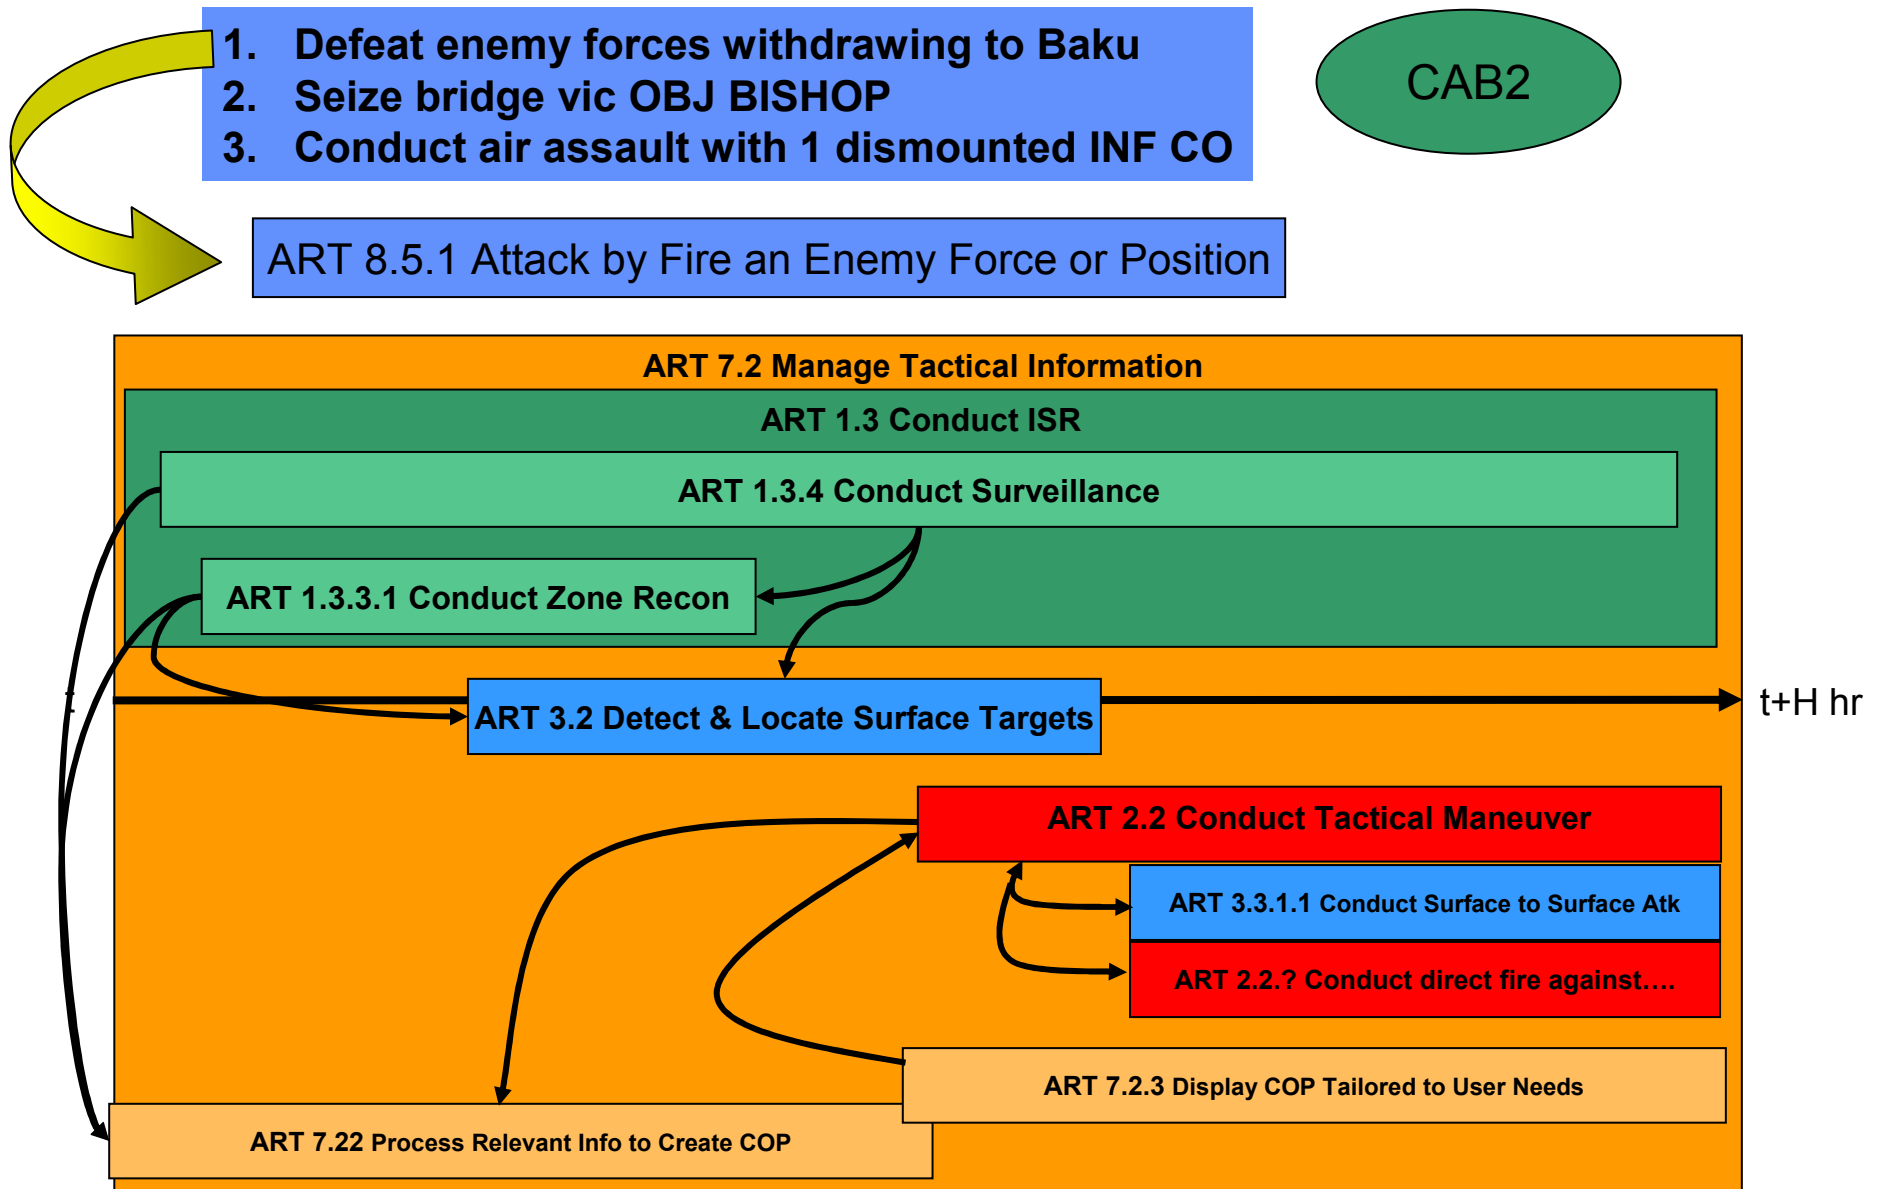 1. Defeat enemy forces withdrawing to Baku
2. Seize bridge vic OBJ BISHOP
3. Conduct air assault with 1 dismounted INF CO
CAB2
ART 8.5.1 Attack by Fire an Enemy Force or Position
ART 7.2 Manage Tactical Information
ART 1.3 Conduct ISR
ART 1.3.4 Conduct Surveillance
ART 1.3.3.1 Conduct Zone Recon
t
t+H hr
ART 3.2 Detect & Locate Surface Targets
ART 2.2 Conduct Tactical Maneuver
ART 3.3.1.1 Conduct Surface to Surface Atk
ART 2.2.? Conduct direct fire against….
ART 7.2.3 Display COP Tailored to User Needs
ART 7.22 Process Relevant Info to Create COP